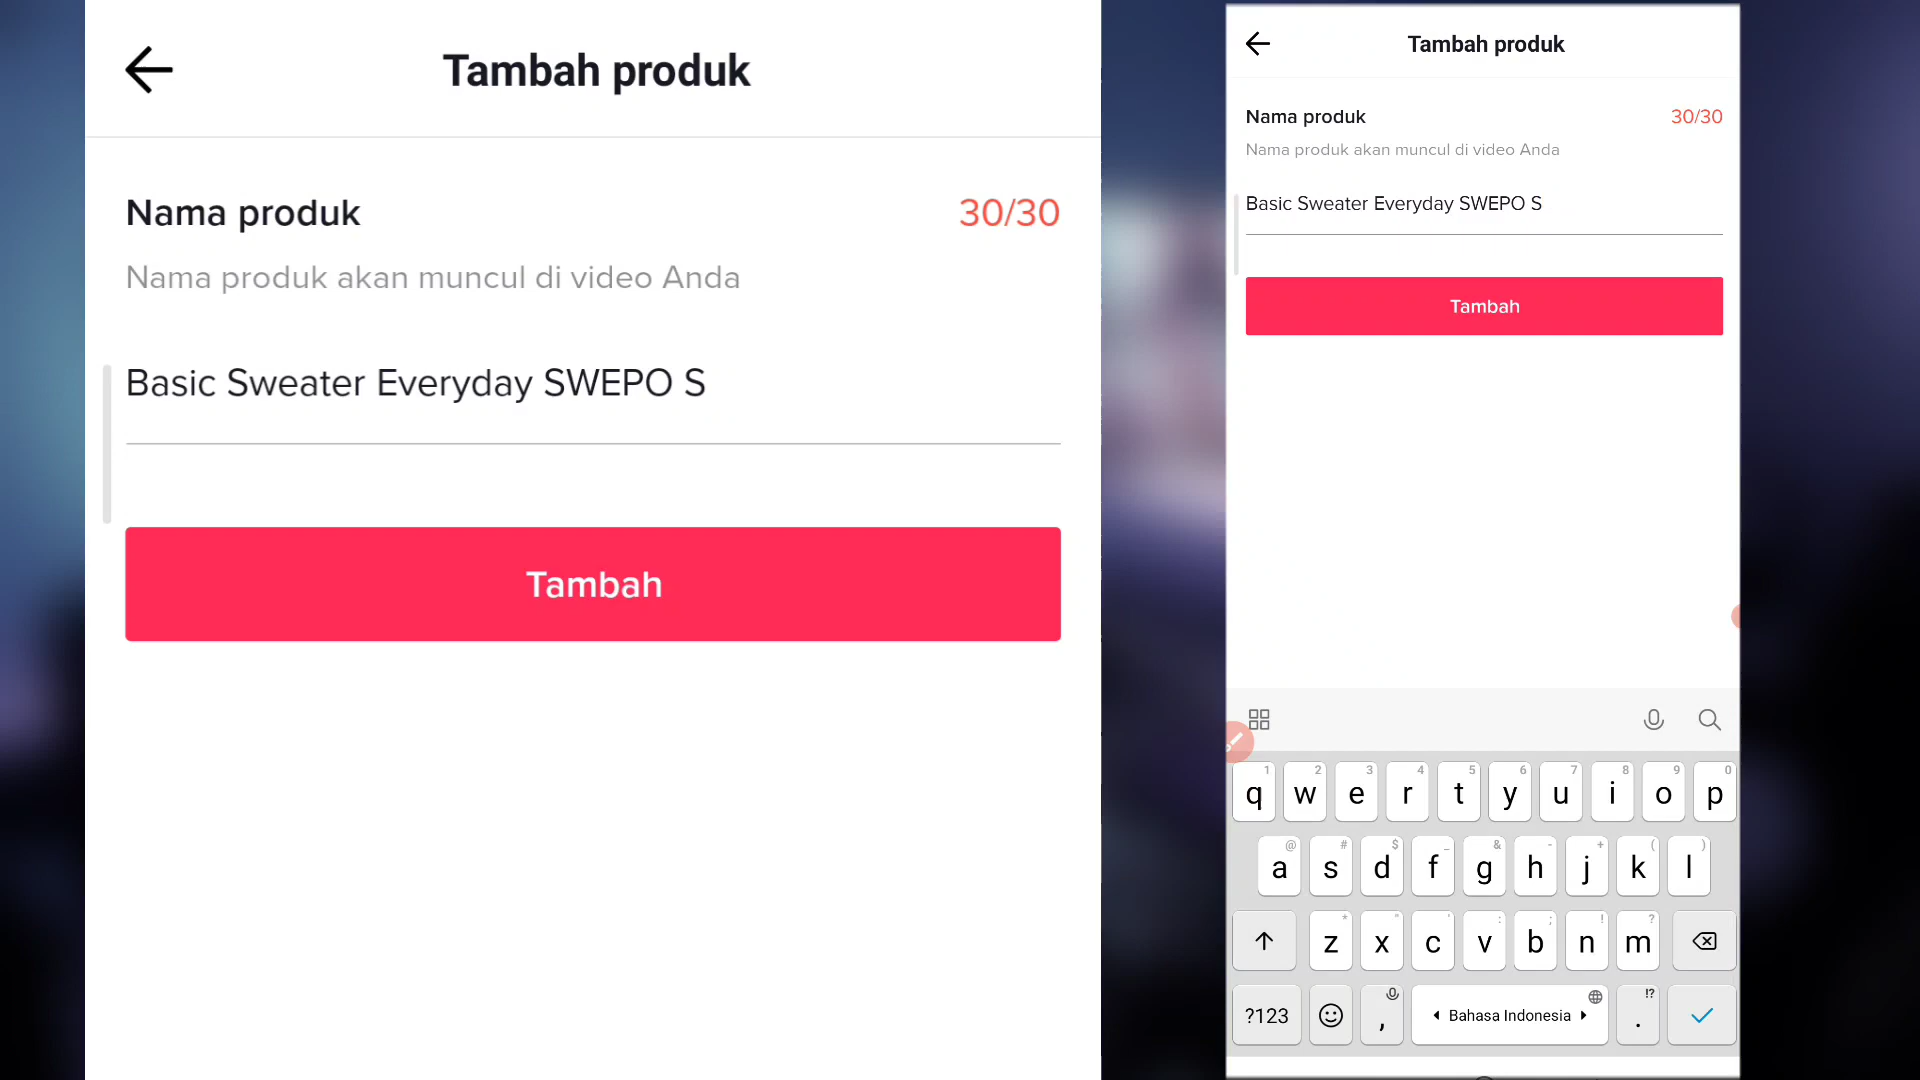 Tambah produk
Nama produk 30/30
Nama produk akan muncul di video Anda
Basic Sweater Everyday SWEPO S
Tambah
Tambah produk
Nama produk 30/30
Nama produk akan muncul di video Anda
Basic Sweater Everyday SWEPO S
Tambah
1 2 3 4 5 6 7 8 9 0
q w e r t y u i o p
@ # $ _ & - + ( )
a s d f g h j k l
* " ' : ; ! ?
z x c v b n m
!?
?123 , Bahasa Indonesia .